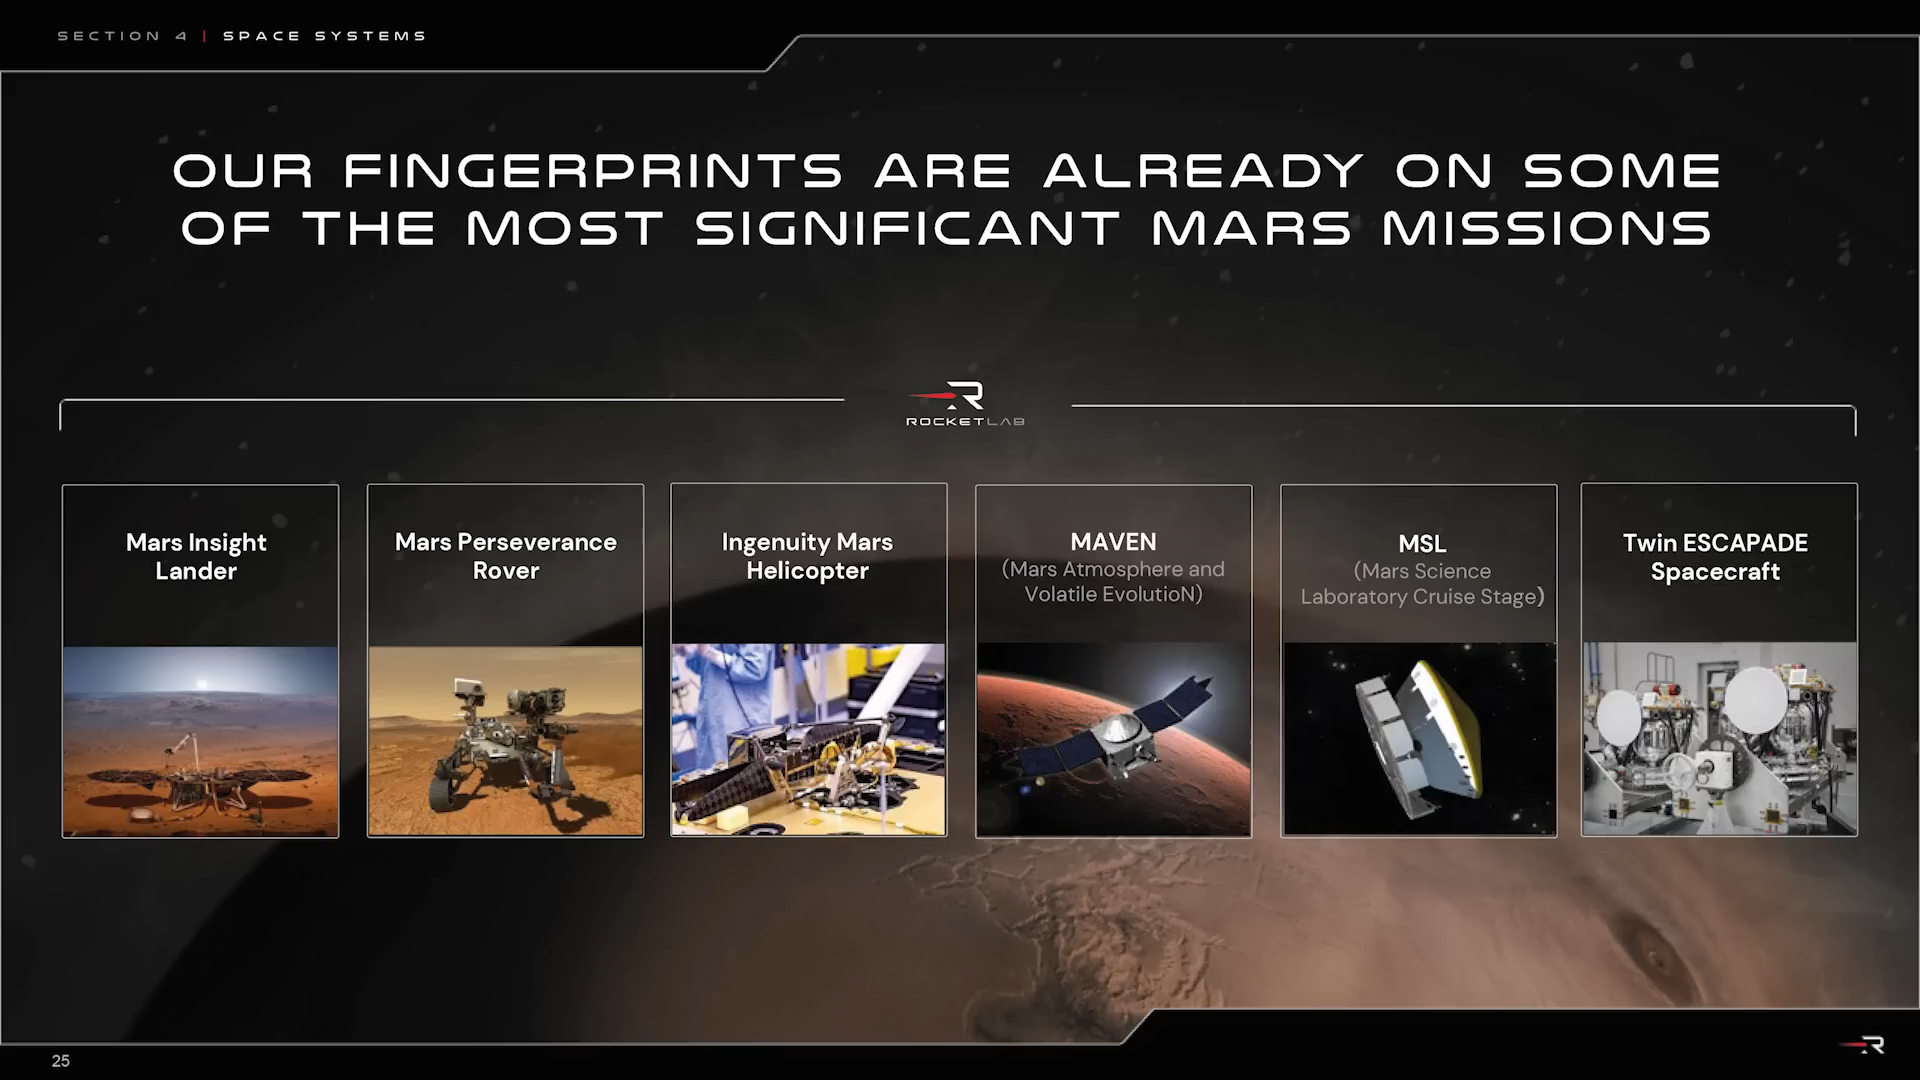 SECTION 4 | SPACE SYSTEMS
OUR FINGERPRINTS ARE ALREADY ON SOME
OF THE MOST SIGNIFICANT MARS MISSIONS
ROCKETLAB
Mars Insight
Lander
Mars Perseverance
Rover
Ingenuity Mars
Helicopter
MAVEN
(Mars Atmosphere and
Volatile EvolutioN)
MSL
(Mars Science
Laboratory Cruise Stage)
Twin ESCAPADE
Spacecraft
25